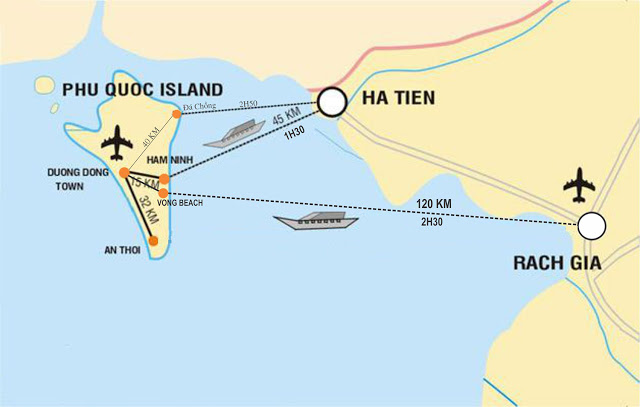 PHU QUOC ISLAND
Đá Chông
2H50
HA TIEN
45 KM
1H30
40 KM
HAM NINH
DUONG DONG
TOWN
15 KM
VONG BEACH
32 KM
120 KM
2H30
AN THOI
RACH GIA